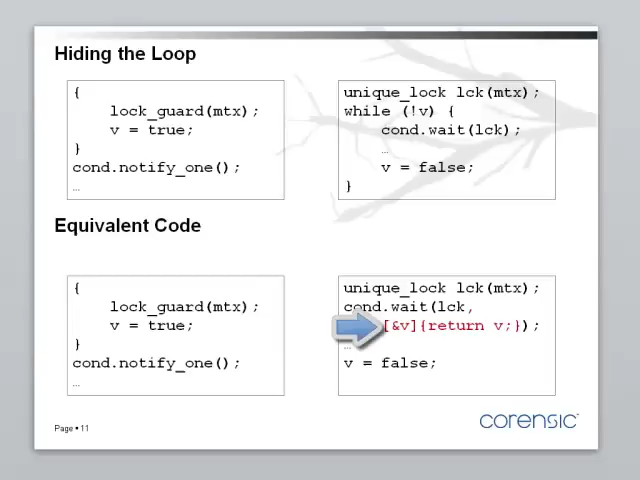 Hiding the Loop
{
lock_guard(mtx);
v = true;
}
cond.notify_one();
…
unique_lock lck(mtx);
while (!v) {
cond.wait(lck);
…
v = false;
}
Equivalent Code
{
lock_guard(mtx);
v = true;
}
cond.notify_one();
…
unique_lock lck(mtx);
cond.wait(lck,
[&v]{return v;});
…
v = false;
corensic
Page ▪ 11